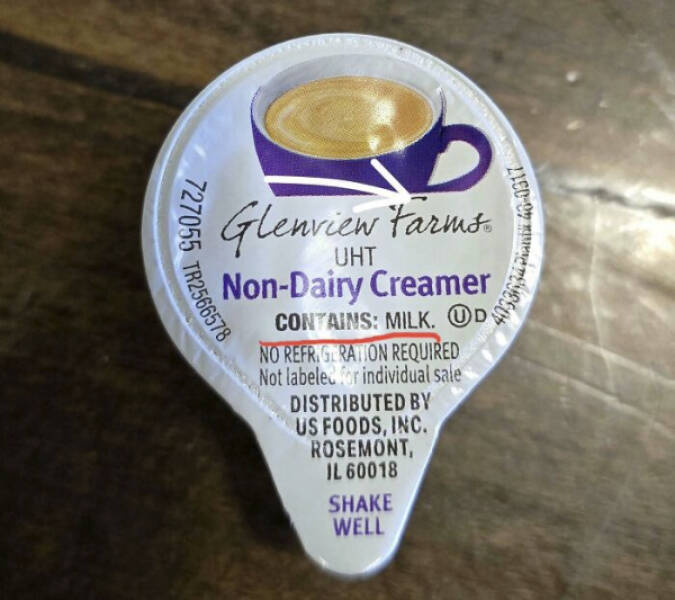 Glenview Farms®
UHT
Non-Dairy Creamer
CONTAINS: MILK. Ⓤ D
NO REFRIGERATION REQUIRED
Not labeled for individual sale
DISTRIBUTED BY
US FOODS, INC.
ROSEMONT,
IL 60018
SHAKE
WELL
727055 TR2566578